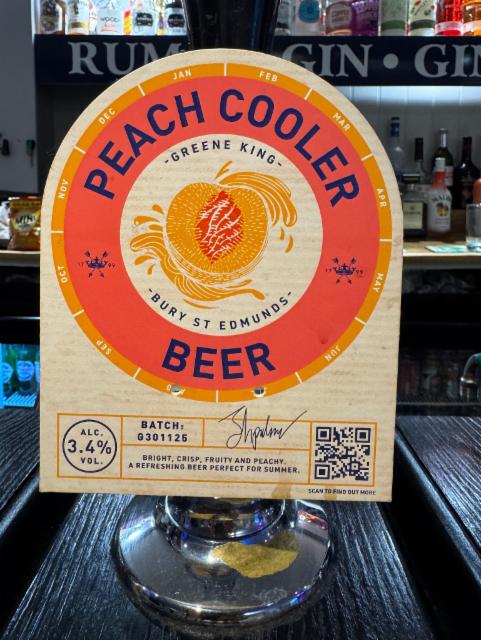 RUM • GIN • GIN
JAN
FEB
MAR
APR
MAY
JUN
SEP
OCT
NOV
DEC
PEACH COOLER
-GREENE KING-
1799
1799
-BURY ST EDMUNDS-
BEER
ALC.
3.4%
VOL.
BATCH:
G301125
BRIGHT, CRISP, FRUITY AND PEACHY.
A REFRESHING BEER PERFECT FOR SUMMER.
SCAN TO FIND OUT MORE